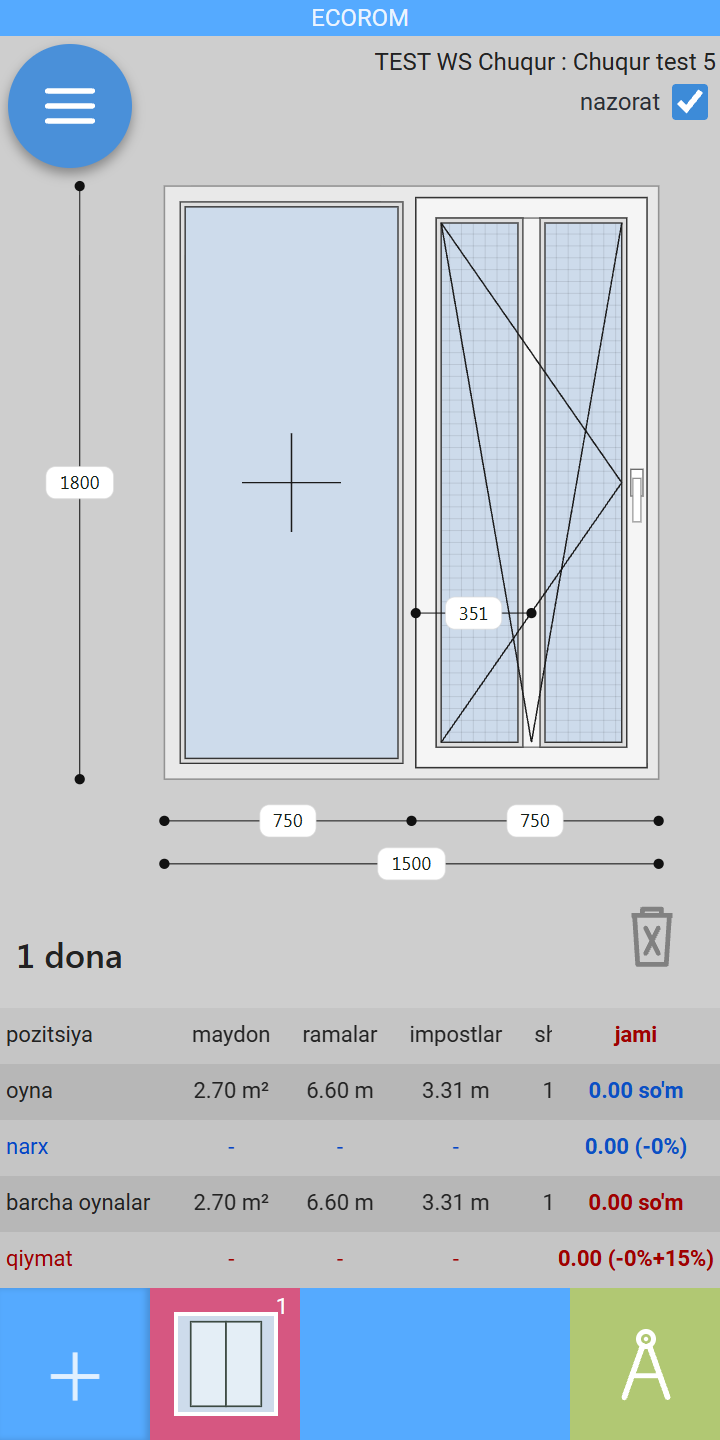 ECOROM
TEST WS Chuqur : Chuqur test 5
nazorat
1800
351
750 750
1500
1 dona
pozitsiya maydon ramalar impostlar jami
oyna 2.70 m² 6.60 m 3.31 m 1 0.00 so'm
narx - - - 0.00 (-0%)
barcha oynalar 2.70 m² 6.60 m 3.31 m 1 0.00 so'm
qiymat - - - 0.00 (-0%+15%)
1